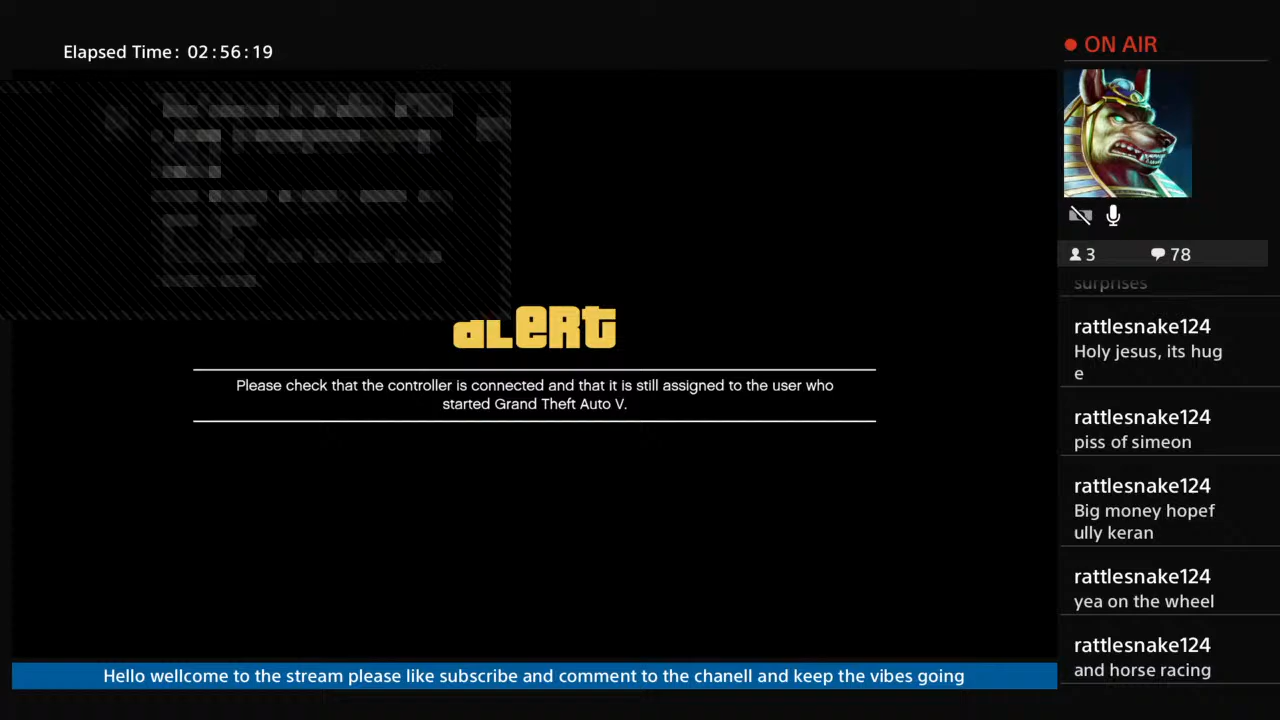 Elapsed Time: 02:56:19
ON AIR
3
78
surprises
alert
Please check that the controller is connected and that it is still assigned to the user who
started Grand Theft Auto V.
rattlesnake124
Holy jesus, its hug
e
rattlesnake124
piss of simeon
rattlesnake124
Big money hopef
ully keran
rattlesnake124
yea on the wheel
rattlesnake124
and horse racing
Hello wellcome to the stream please like subscribe and comment to the chanell and keep the vibes going